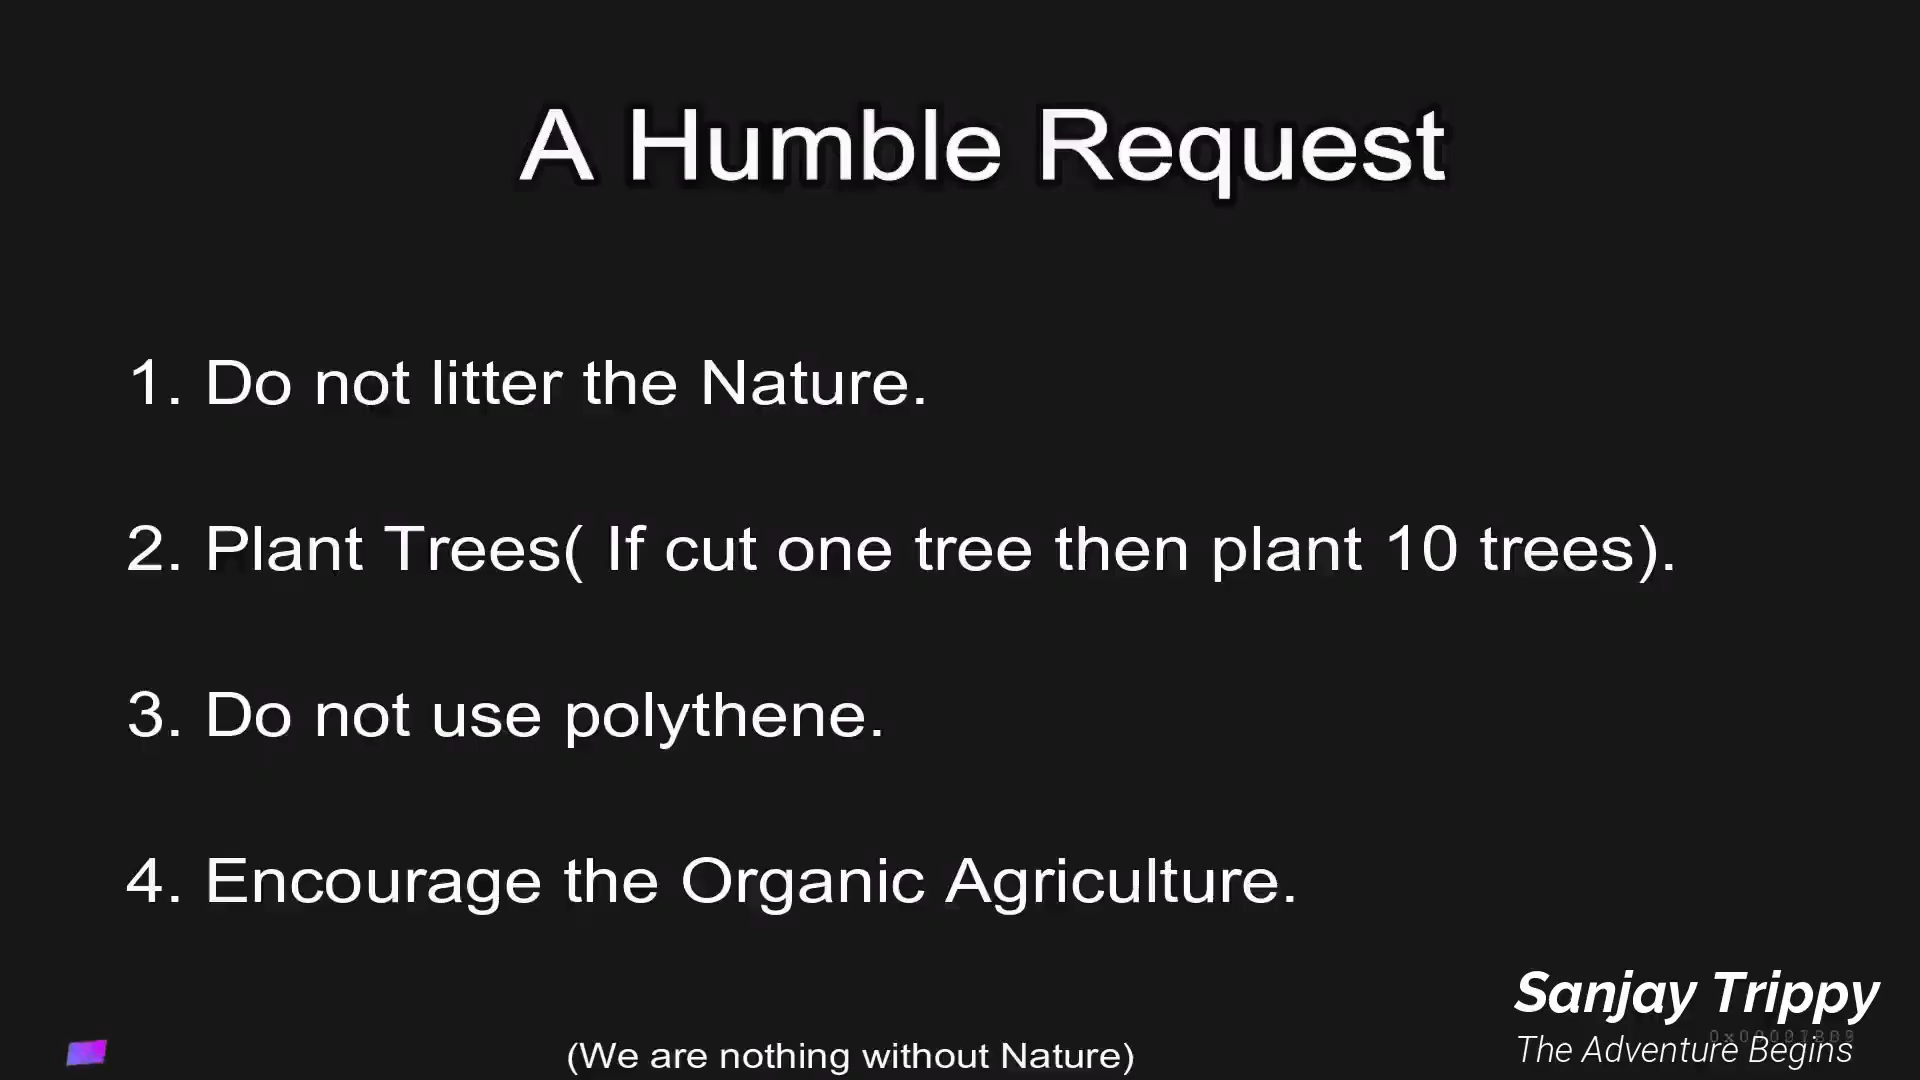 A Humble Request
1. Do not litter the Nature.
2. Plant Trees( If cut one tree then plant 10 trees).
3. Do not use polythene.
4. Encourage the Organic Agriculture.
Sanjay Trippy
The Adventure Begins
(We are nothing without Nature)